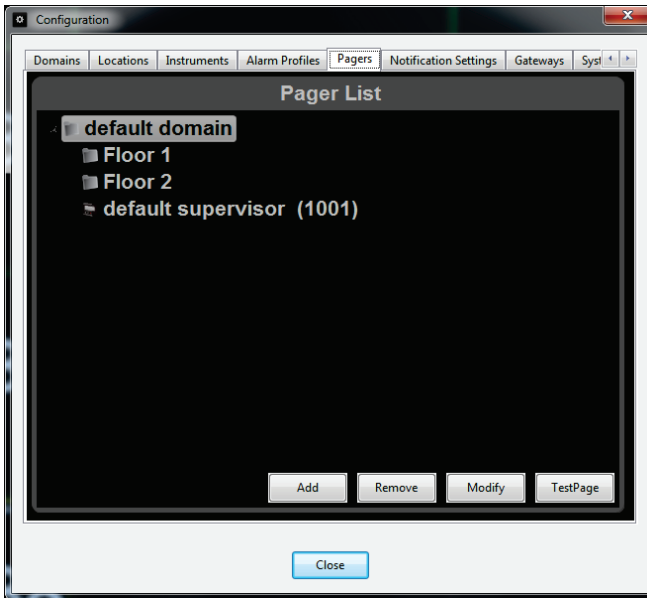 Configuration
Domains Locations Instruments Alarm Profiles Pagers Notification Settings Gateways Syst
Pager List
default domain
Floor 1
Floor 2
default supervisor (1001)
Add Remove Modify TestPage
Close